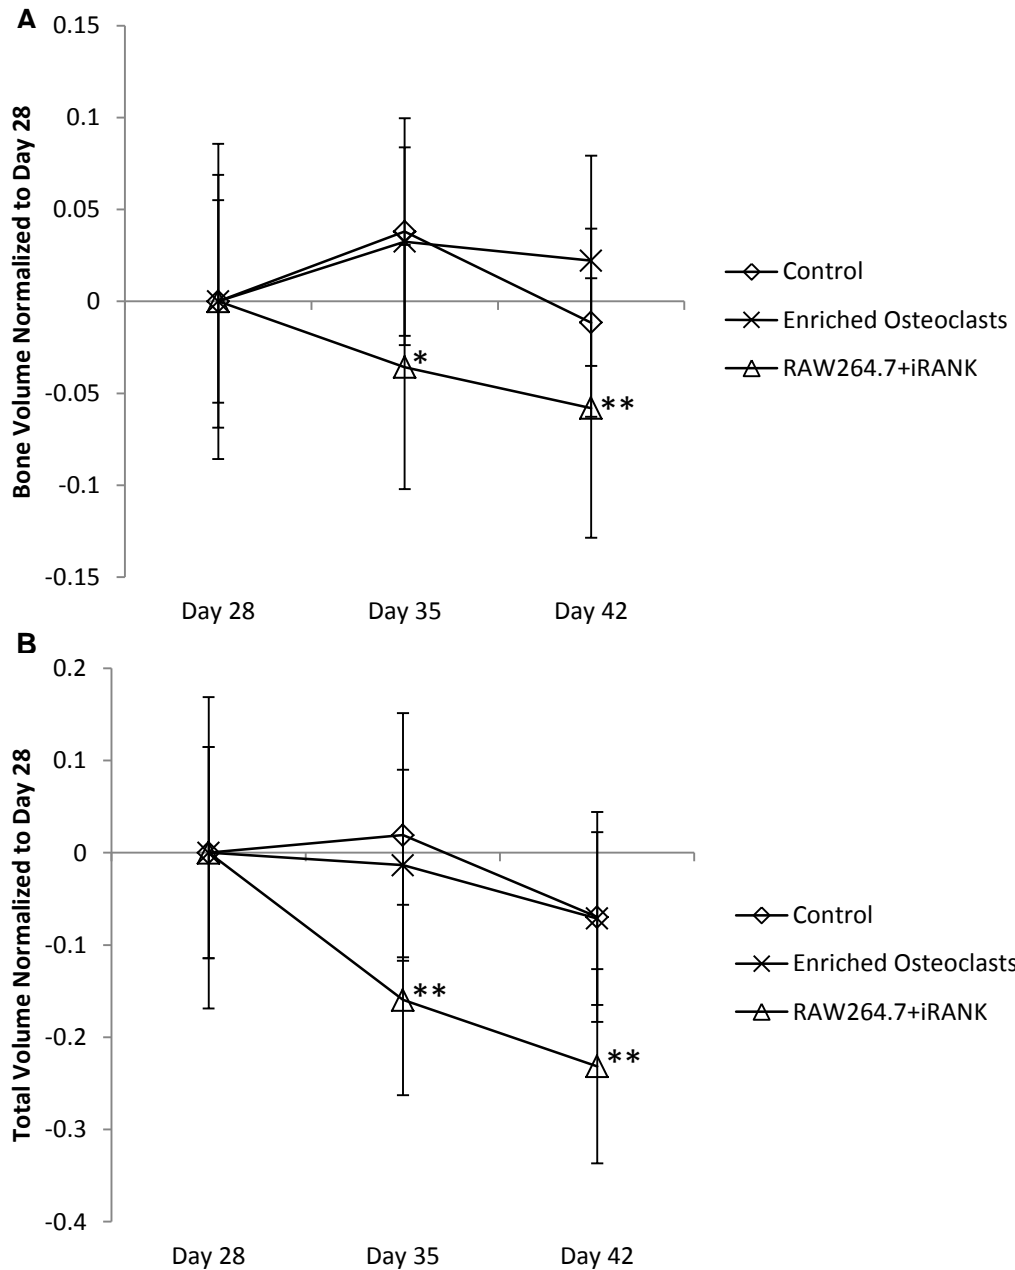 A
0.15
0.1
0.05
0
-0.05
-0.1
-0.15
Bone Volume Normalized to Day 28
*
**
Day 28 Day 35 Day 42
Control
Enriched Osteoclasts
RAW264.7+iRANK
B
0.2
0.1
0
-0.1
-0.2
-0.3
-0.4
Total Volume Normalized to Day 28
**
**
Day 28 Day 35 Day 42
Control
Enriched Osteoclasts
RAW264.7+iRANK